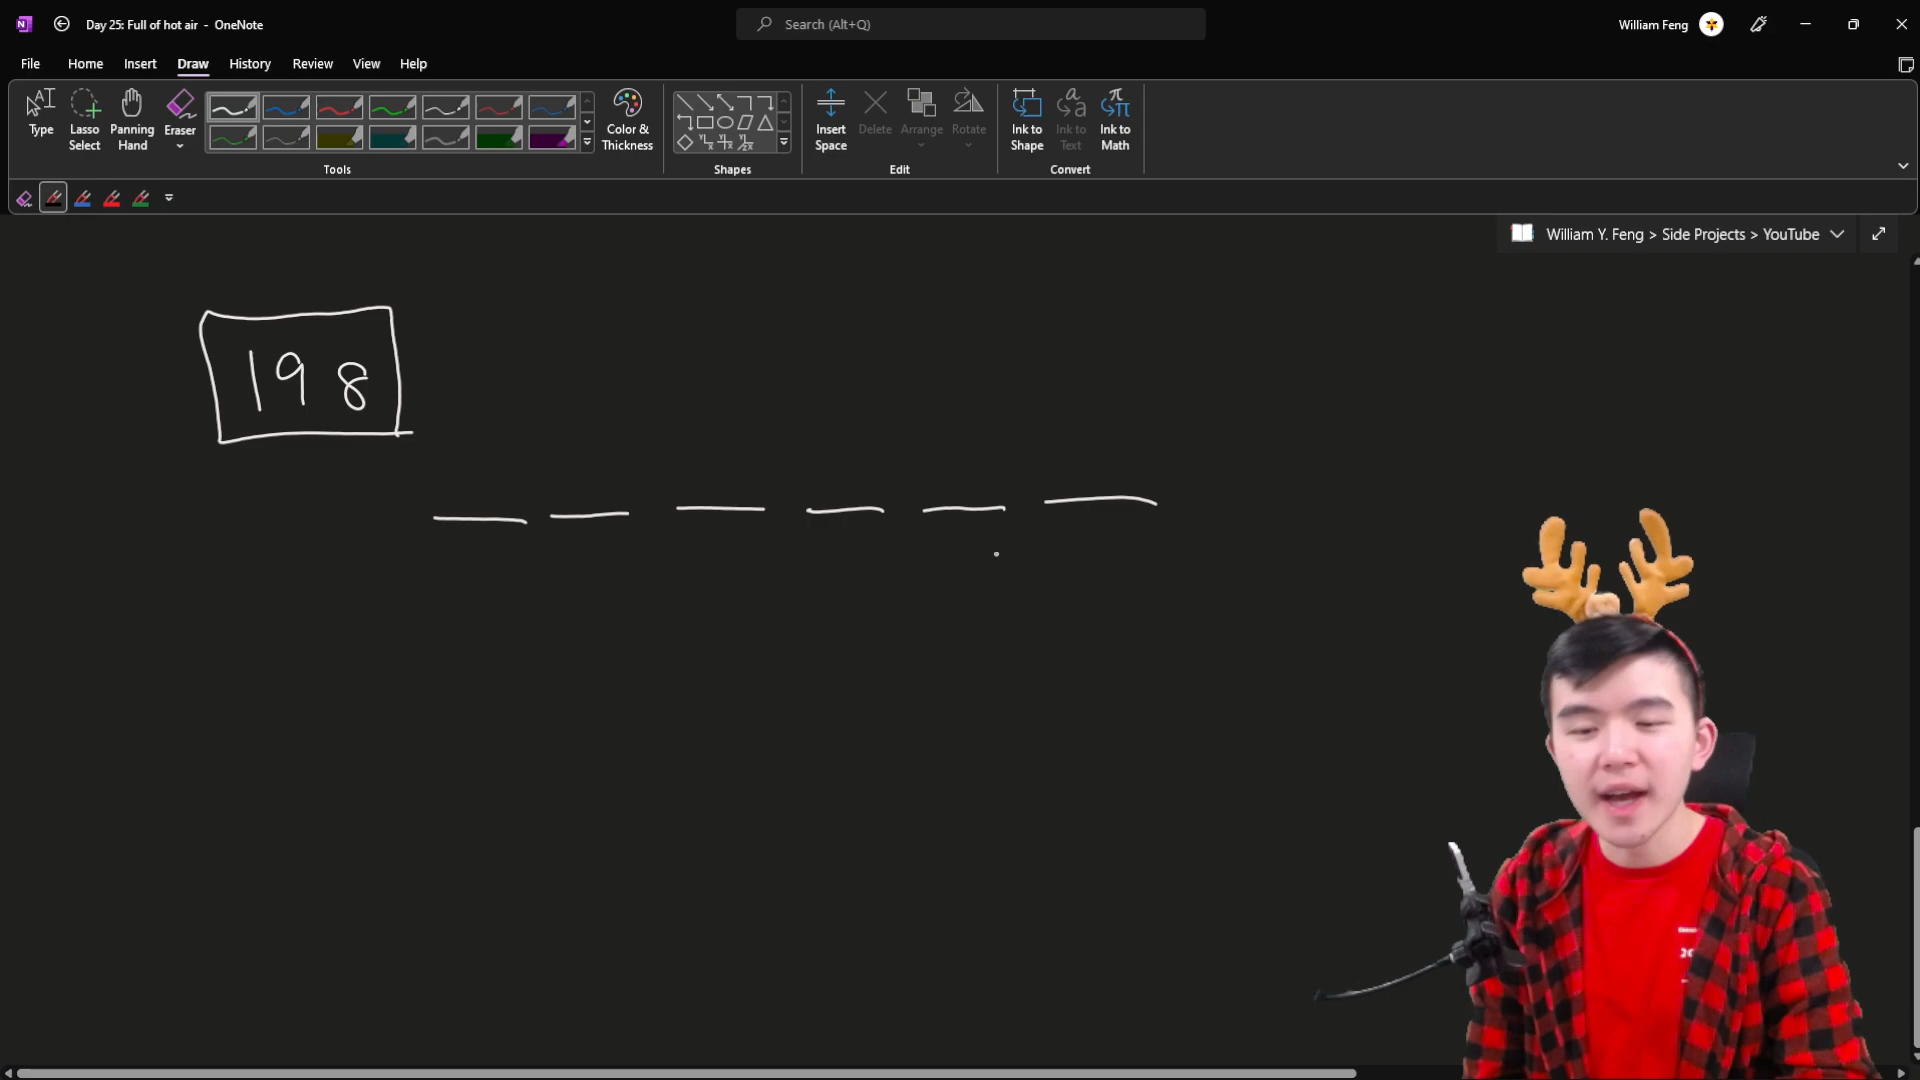 Day 25: Full of hot air - OneNote
Search (Alt+Q)
William Feng
File Home Insert Draw History Review View Help
Type
Lasso Select
Panning Hand
Eraser
Color & Thickness
Insert Space
Delete
Arrange
Rotate
Ink to Shape
Ink to Text
Ink to Math
Tools
Shapes
Edit
Convert
William Y. Feng > Side Projects > YouTube
198